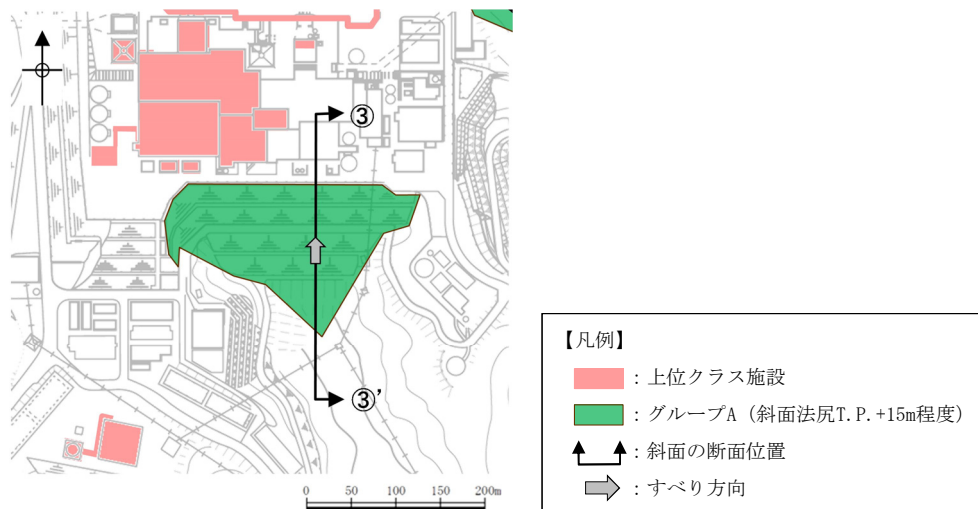 ③
③’
0 50 100 150 200m
【凡例】
：上位クラス施設
：グループA（斜面法尻T.P.+15m程度）
：斜面の断面位置
：すべり方向